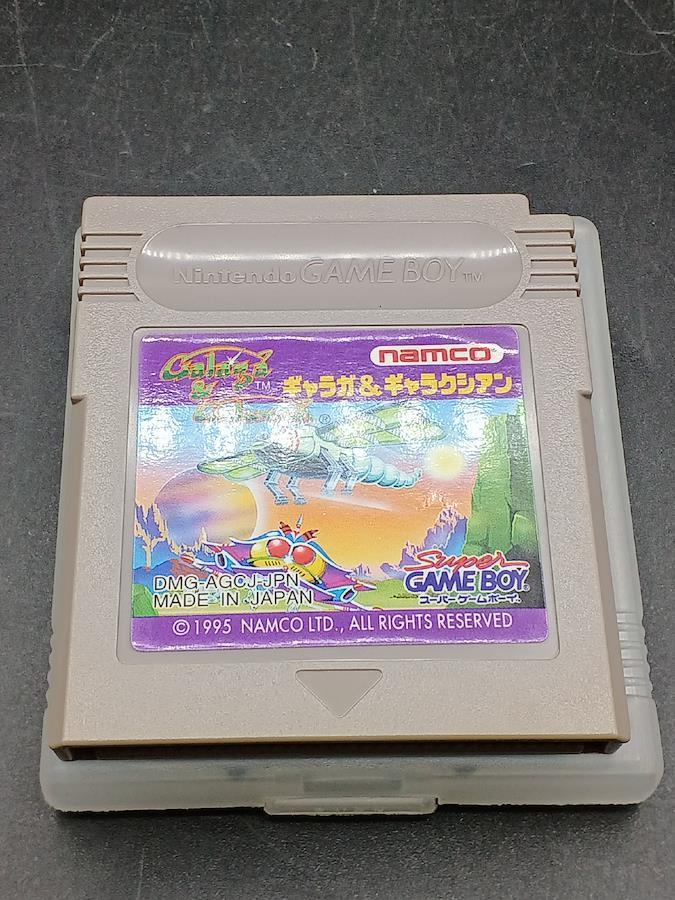 Nintendo GAME BOY TM
namco
Galaga
& TM
ギャラガ&ギャラクシアン
®
Super
GAME BOY
スーパーゲームボーイ
DMG-AGCJ-JPN
MADE IN JAPAN
© 1995 NAMCO LTD., ALL RIGHTS RESERVED